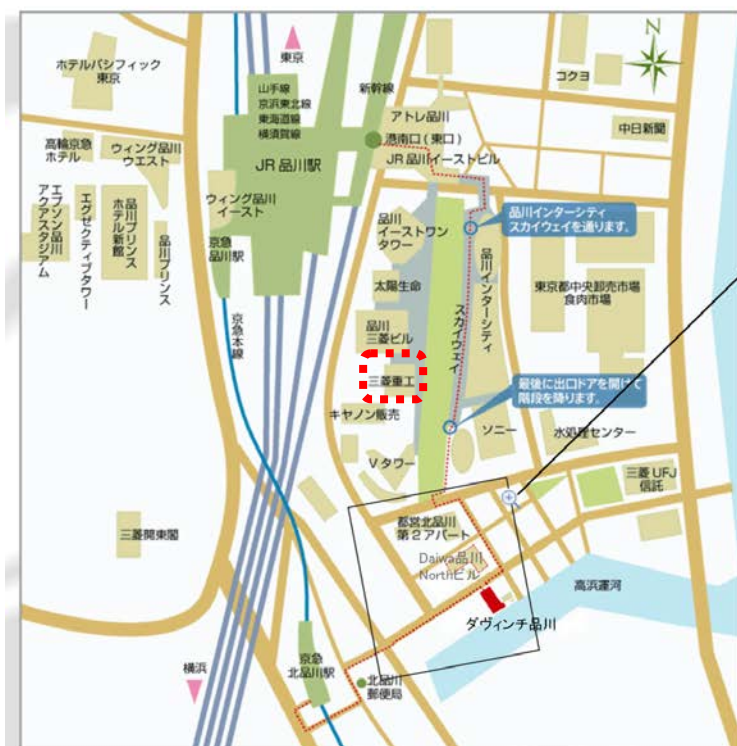 N
東京
ホテルパシフィック
東京
山手線
京浜東北線
東海道線
横須賀線
新幹線
アトレ品川
コクヨ
港南口(東口)
中日新聞
高輪京急
ホテル
ウィング品川
ウエスト
JR品川駅
JR品川イーストビル
ウィング品川
イースト
品川
イーストワン
タワー
品川インターシティ
スカイウェイを通ります。
エプソン品川
アクアスタジアム
エグゼクティブタワー
品川プリンス
ホテル新館
品川プリンス
京急
品川駅
太陽生命
品川インターシティ
東京都中央卸売市場
食肉市場
スカイウェイ
京急本線
品川
三菱ビル
三菱重工
最後に出口ドアを開けて
階段を降ります。
キヤノン販売
ソニー
水処理センター
Vタワー
三菱UFJ
信託
都営北品川
第2アパート
三菱開東閣
Daiwa品川
Northビル
高浜運河
ダヴィンチ品川
京急
北品川駅
横浜
北品川
郵便局